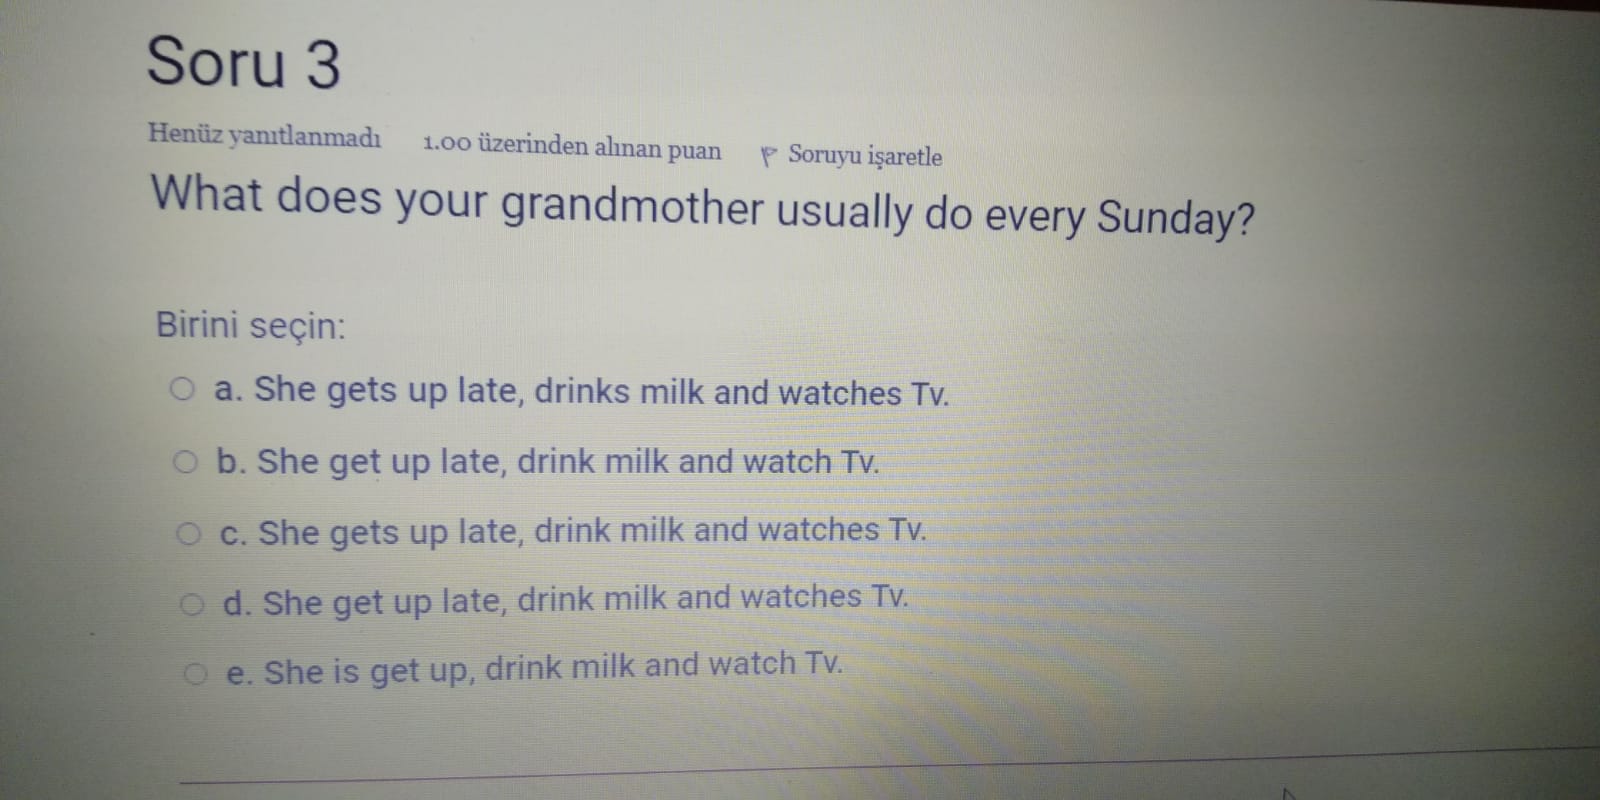 Soru 3
Henüz yanıtlanmadı 1.00 üzerinden alınan puan Soruyu işaretle
What does your grandmother usually do every Sunday?
Birini seçin:
a. She gets up late, drinks milk and watches Tv.
b. She get up late, drink milk and watch Tv.
c. She gets up late, drink milk and watches Tv.
d. She get up late, drink milk and watches Tv.
e. She is get up, drink milk and watch Tv.